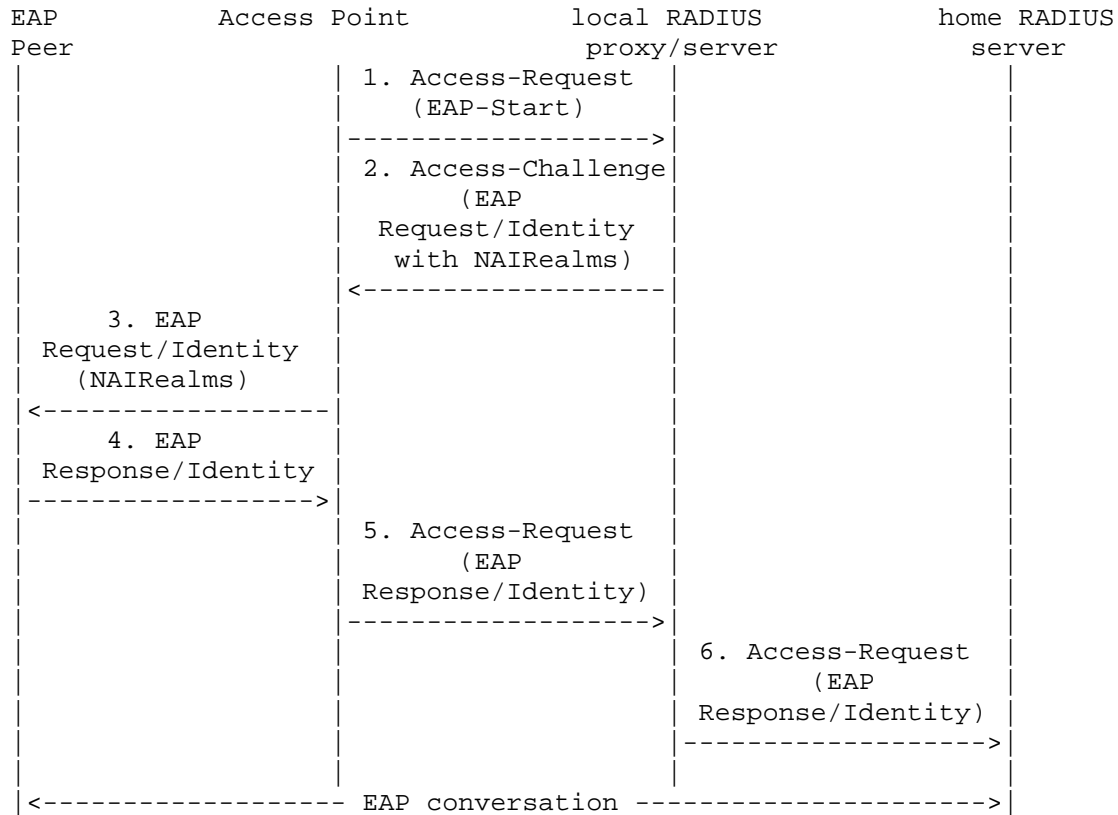 EAP Access Point local RADIUS home RADIUS
Peer proxy/server server
1. Access-Request
(EAP-Start)
2. Access-Challenge
(EAP
Request/Identity
with NAIRealms)
3. EAP
Request/Identity
(NAIRealms)
4. EAP
Response/Identity
5. Access-Request
(EAP
Response/Identity)
6. Access-Request
(EAP
Response/Identity)
EAP conversation